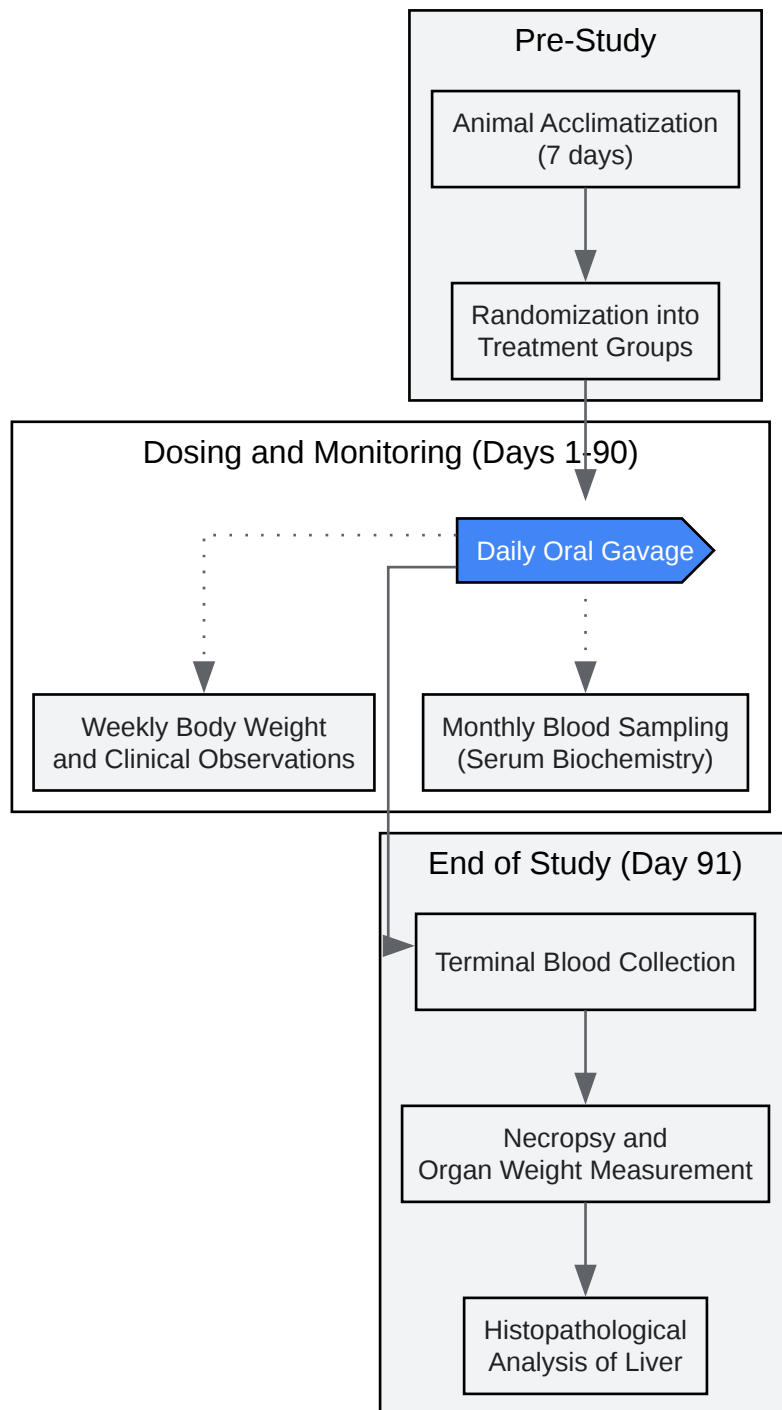 Pre-Study
Animal Acclimatization
(7 days)
Randomization into
Treatment Groups
Dosing and Monitoring (Days 1-90)
Daily Oral Gavage
Weekly Body Weight
and Clinical Observations
Monthly Blood Sampling
(Serum Biochemistry)
End of Study (Day 91)
Terminal Blood Collection
Necropsy and
Organ Weight Measurement
Histopathological
Analysis of Liver